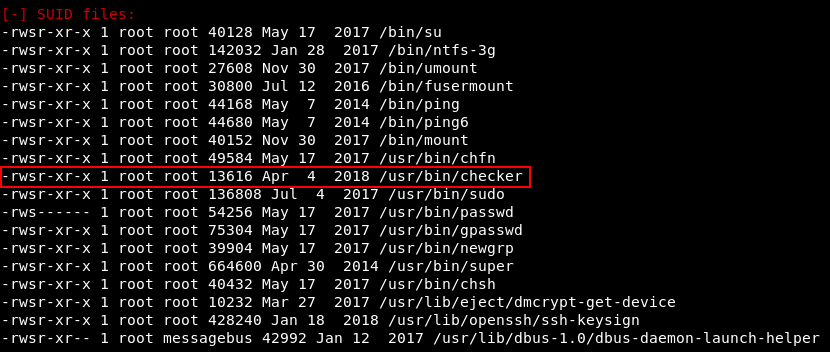 [-] SUID files:
-rwsr-xr-x 1 root root 40128 May 17  2017 /bin/su
-rwsr-xr-x 1 root root 142032 Jan 28  2017 /bin/ntfs-3g
-rwsr-xr-x 1 root root 27608 Nov 30  2017 /bin/umount
-rwsr-xr-x 1 root root 30800 Jul 12  2016 /bin/fusermount
-rwsr-xr-x 1 root root 44168 May  7  2014 /bin/ping
-rwsr-xr-x 1 root root 44680 May  7  2014 /bin/ping6
-rwsr-xr-x 1 root root 40152 Nov 30  2017 /bin/mount
-rwsr-xr-x 1 root root 49584 May 17  2017 /usr/bin/chfn
-rwsr-xr-x 1 root root 13616 Apr  4  2018 /usr/bin/checker
-rwsr-xr-x 1 root root 136808 Jul  4  2017 /usr/bin/sudo
-rws------ 1 root root 54256 May 17  2017 /usr/bin/passwd
-rwsr-xr-x 1 root root 75304 May 17  2017 /usr/bin/gpasswd
-rwsr-xr-x 1 root root 39904 May 17  2017 /usr/bin/newgrp
-rwsr-xr-x 1 root root 664600 Apr 30  2014 /usr/bin/super
-rwsr-xr-x 1 root root 40432 May 17  2017 /usr/bin/chsh
-rwsr-xr-x 1 root root 10232 Mar 27  2017 /usr/lib/eject/dmcrypt-get-device
-rwsr-xr-x 1 root root 428240 Jan 18  2018 /usr/lib/openssh/ssh-keysign
-rwsr-xr-- 1 root messagebus 42992 Jan 12  2017 /usr/lib/dbus-1.0/dbus-daemon-launch-helper